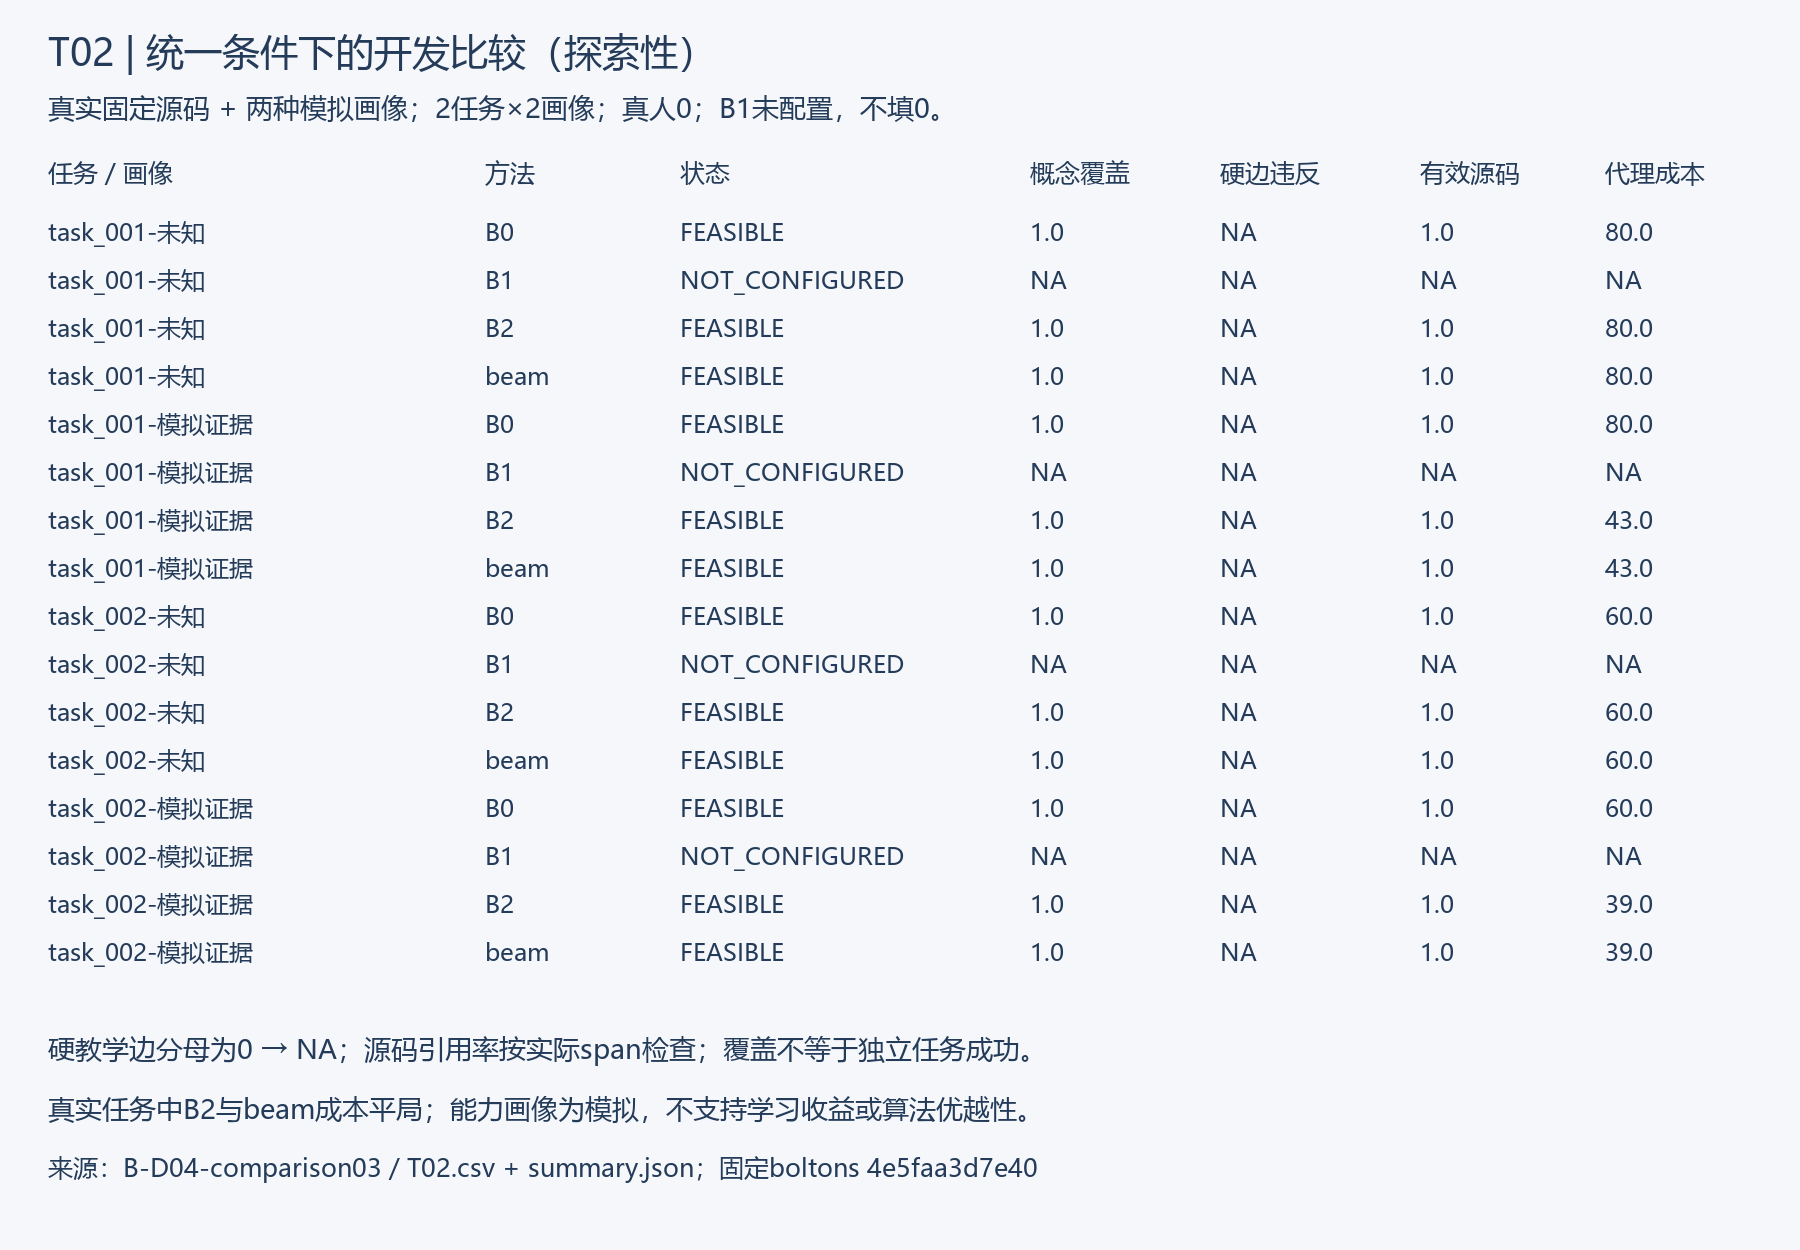 T02 | 统一条件下的开发比较（探索性）
真实固定源码 + 两种模拟画像；2任务×2画像；真人0；B1未配置，不填0。
任务 / 画像 方法 状态 概念覆盖 硬边违反 有效源码 代理成本
task_001-未知 B0 FEASIBLE 1.0 NA 1.0 80.0
task_001-未知 B1 NOT_CONFIGURED NA NA NA NA
task_001-未知 B2 FEASIBLE 1.0 NA 1.0 80.0
task_001-未知 beam FEASIBLE 1.0 NA 1.0 80.0
task_001-模拟证据 B0 FEASIBLE 1.0 NA 1.0 80.0
task_001-模拟证据 B1 NOT_CONFIGURED NA NA NA NA
task_001-模拟证据 B2 FEASIBLE 1.0 NA 1.0 43.0
task_001-模拟证据 beam FEASIBLE 1.0 NA 1.0 43.0
task_002-未知 B0 FEASIBLE 1.0 NA 1.0 60.0
task_002-未知 B1 NOT_CONFIGURED NA NA NA NA
task_002-未知 B2 FEASIBLE 1.0 NA 1.0 60.0
task_002-未知 beam FEASIBLE 1.0 NA 1.0 60.0
task_002-模拟证据 B0 FEASIBLE 1.0 NA 1.0 60.0
task_002-模拟证据 B1 NOT_CONFIGURED NA NA NA NA
task_002-模拟证据 B2 FEASIBLE 1.0 NA 1.0 39.0
task_002-模拟证据 beam FEASIBLE 1.0 NA 1.0 39.0
硬教学边分母为0 → NA；源码引用率按实际span检查；覆盖不等于独立任务成功。
真实任务中B2与beam成本平局；能力画像为模拟，不支持学习收益或算法优越性。
来源：B-D04-comparison03 / T02.csv + summary.json；固定boltons 4e5faa3d7e40